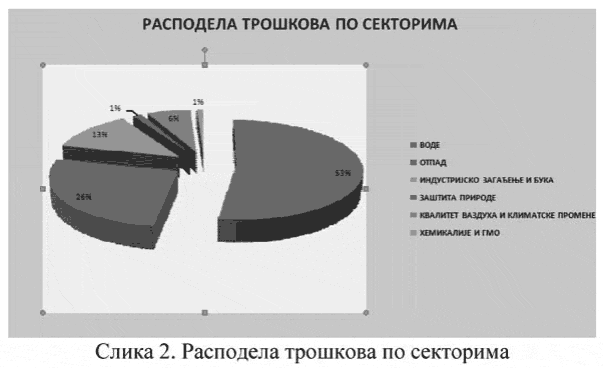 РАСПОДЕЛА ТРОШКОВА ПО СЕКТОРИМА
1%
6%
1%
13%
53%
26%
ВОДЕ
ОТПАД
ИНДУСТРИЈСКО ЗАГАЂЕЊЕ И БУКА
ЗАШТИТА ПРИРОДЕ
КВАЛИТЕТ ВАЗДУХА И КЛИМАТСКЕ ПРОМЕНЕ
ХЕМИКАЛИЈЕ И ГМО
Слика 2. Расподела трошкова по секторима